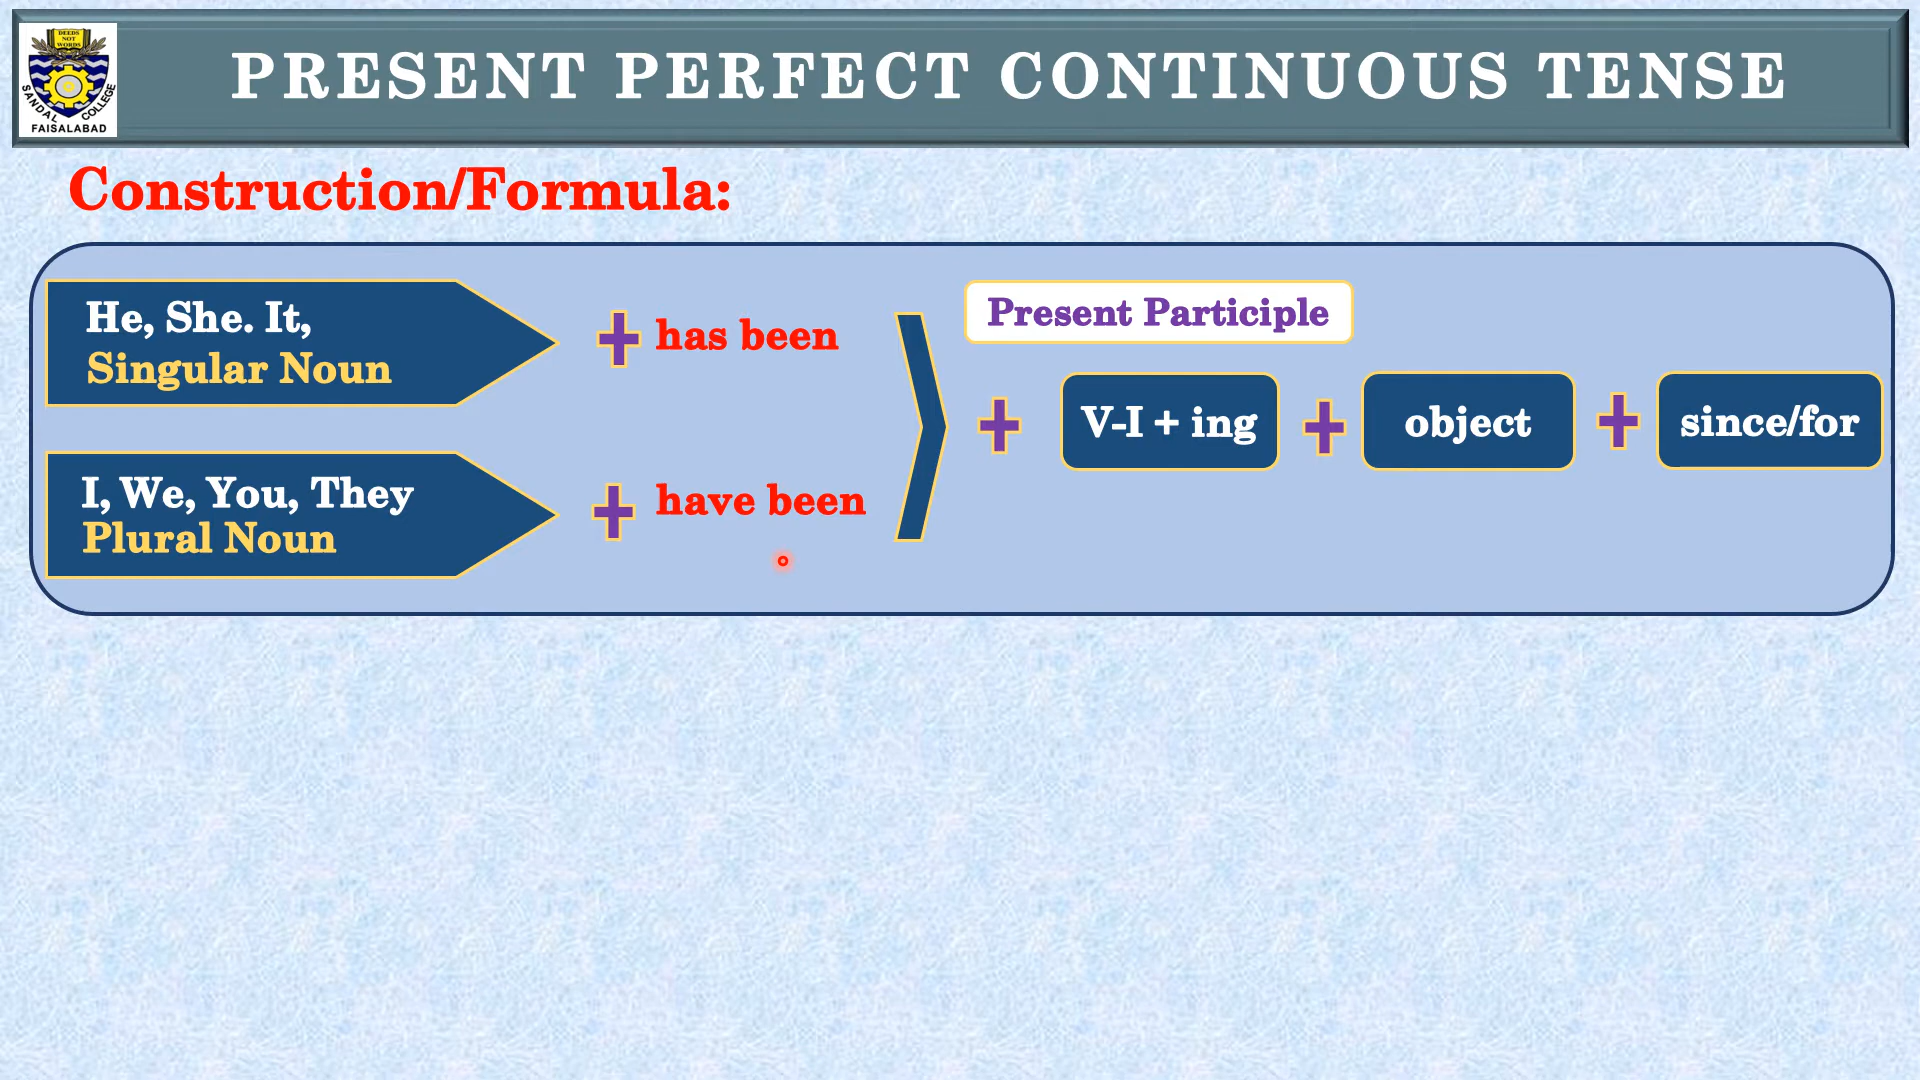 DEEDS
NOT
WORDS
SANDAL COLLEGE
FAISALABAD
PRESENT PERFECT CONTINUOUS TENSE
Construction/Formula:
He, She. It,
Singular Noun
+ has been
I, We, You, They
Plural Noun
+ have been
Present Participle
+ V-I + ing + object + since/for